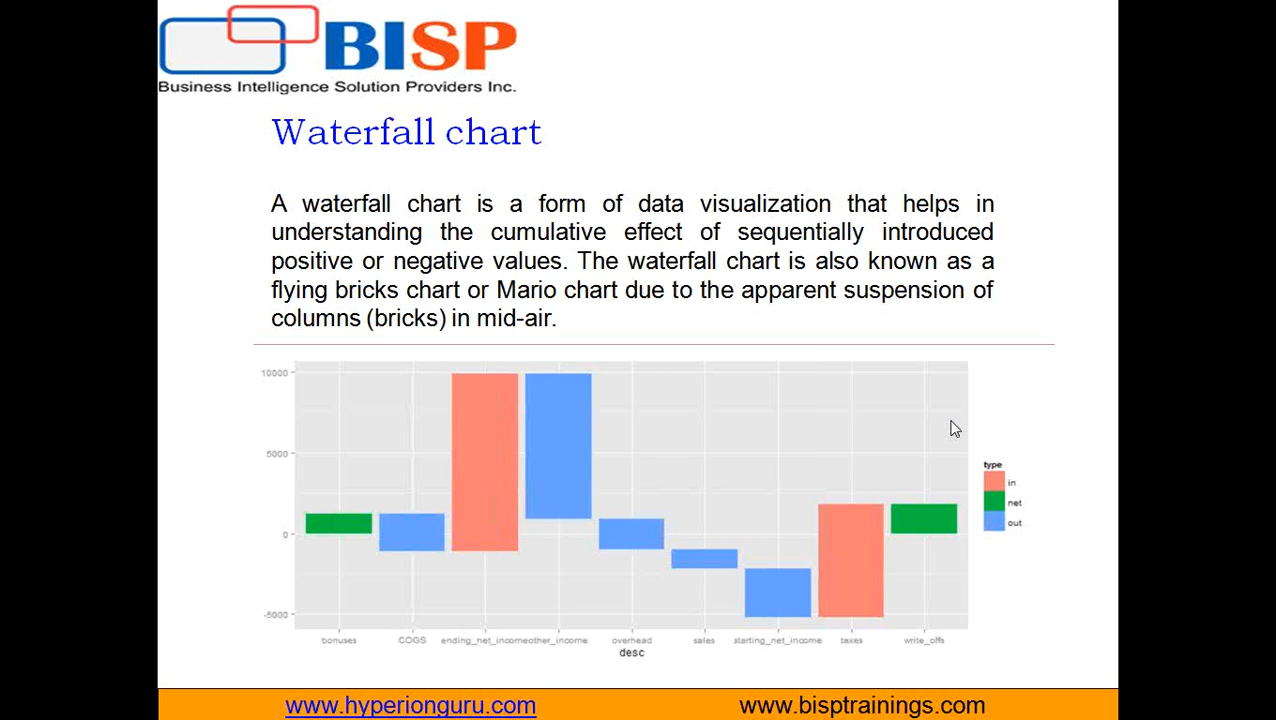 BISP
Business Intelligence Solution Providers Inc.
Waterfall chart
A waterfall chart is a form of data visualization that helps in
understanding the cumulative effect of sequentially introduced
positive or negative values. The waterfall chart is also known as a
flying bricks chart or Mario chart due to the apparent suspension of
columns (bricks) in mid-air.
10000
5000
0
-5000
bonuses COGS ending_net_income other_income overhead sales starting_net_income taxes write_offs
desc
type
in
net
out
www.hyperionguru.com www.bisptrainings.com